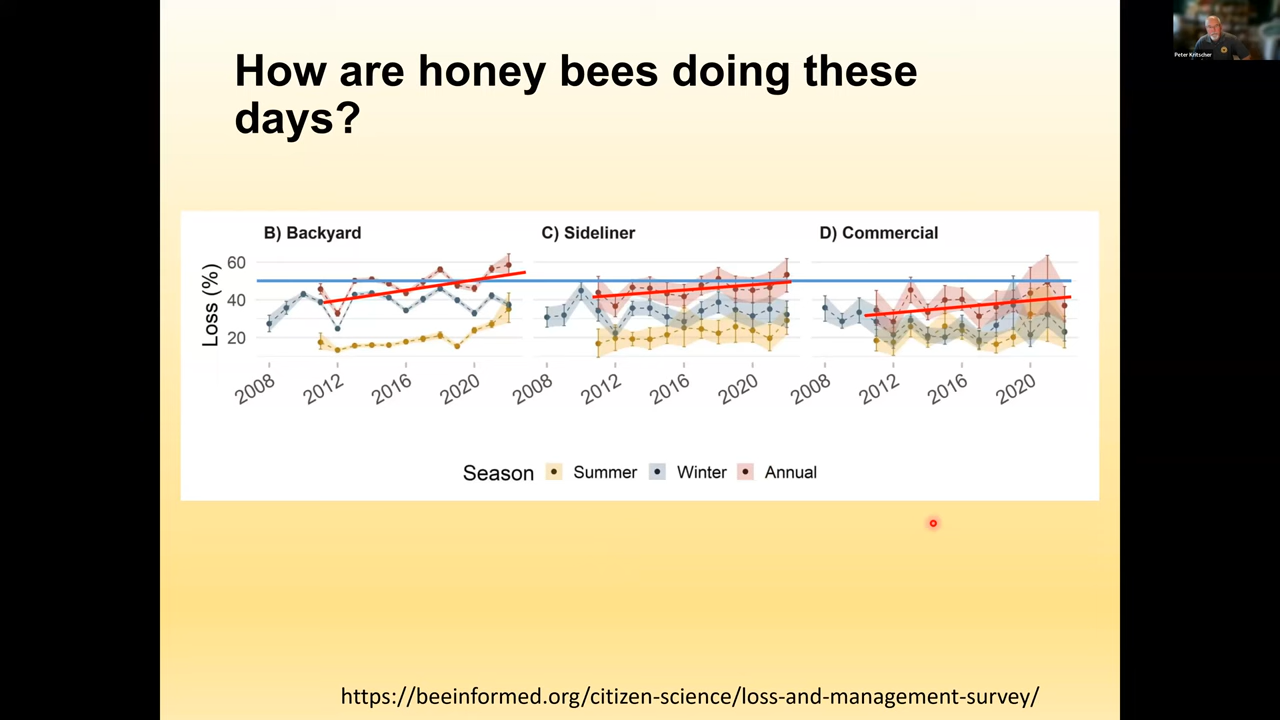 How are honey bees doing these
days?
Peter Kritscher
B) Backyard
C) Sideliner
D) Commercial
Loss (%)
60
40
20
2008
2012
2016
2020
2008
2012
2016
2020
2008
2012
2016
2020
Season
Summer
Winter
Annual
https://beeinformed.org/citizen-science/loss-and-management-survey/